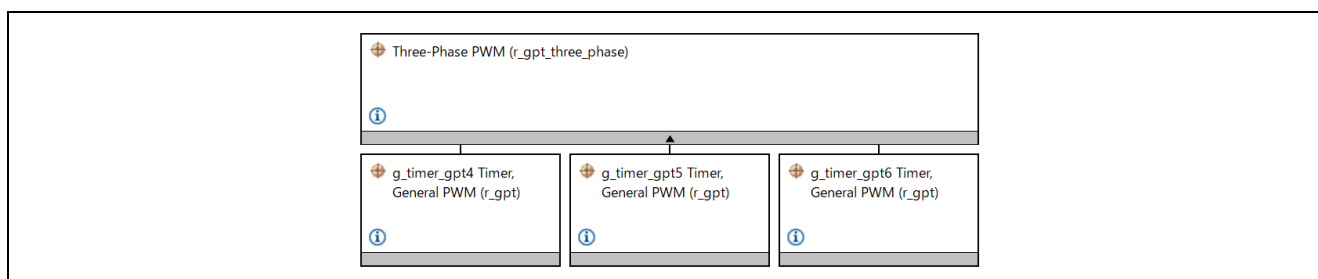 Three-Phase PWM (r_gpt_three_phase)
g_timer_gpt4 Timer,
General PWM (r_gpt)
g_timer_gpt5 Timer,
General PWM (r_gpt)
g_timer_gpt6 Timer,
General PWM (r_gpt)